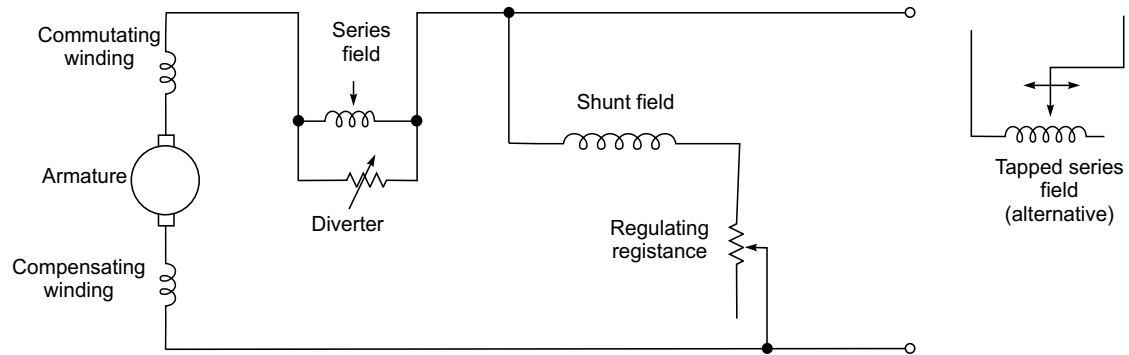 Commutating
winding
Series
field
Shunt field
Armature
Diverter
Regulating
registance
Compensating
winding
Tapped series
field
(alternative)